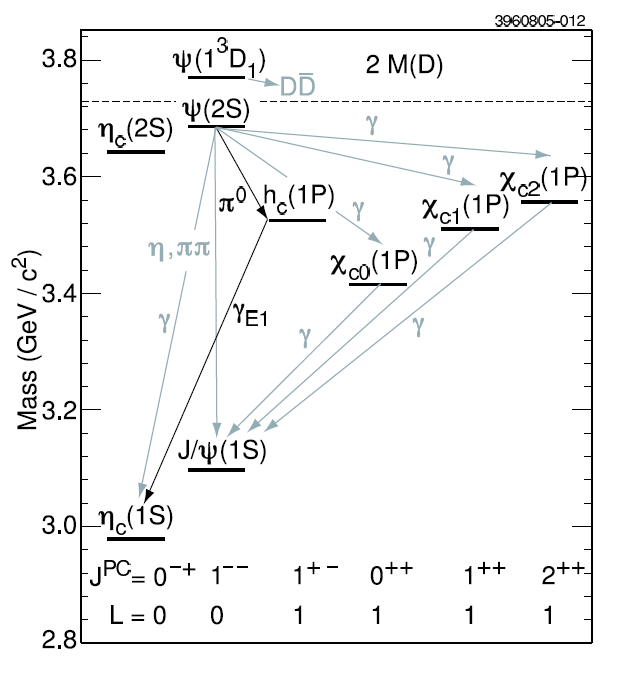 3960805-012
3.8
ψ(1³D₁)
2 M(D)
DD̅
ψ(2S)
η_c(2S)
γ
3.6
γ
χ_c2(1P)
h_c(1P)
π⁰
γ
χ_c1(1P)
η,ππ
γ
χ_c0(1P)
3.4
γ
γ_E1
γ
γ
Mass (GeV / c²)
3.2
J/ψ(1S)
η_c(1S)
3.0
J^PC = 0⁻⁺ 1⁻⁻ 1⁺⁻ 0⁺⁺ 1⁺⁺ 2⁺⁺
L = 0 0 1 1 1 1
2.8